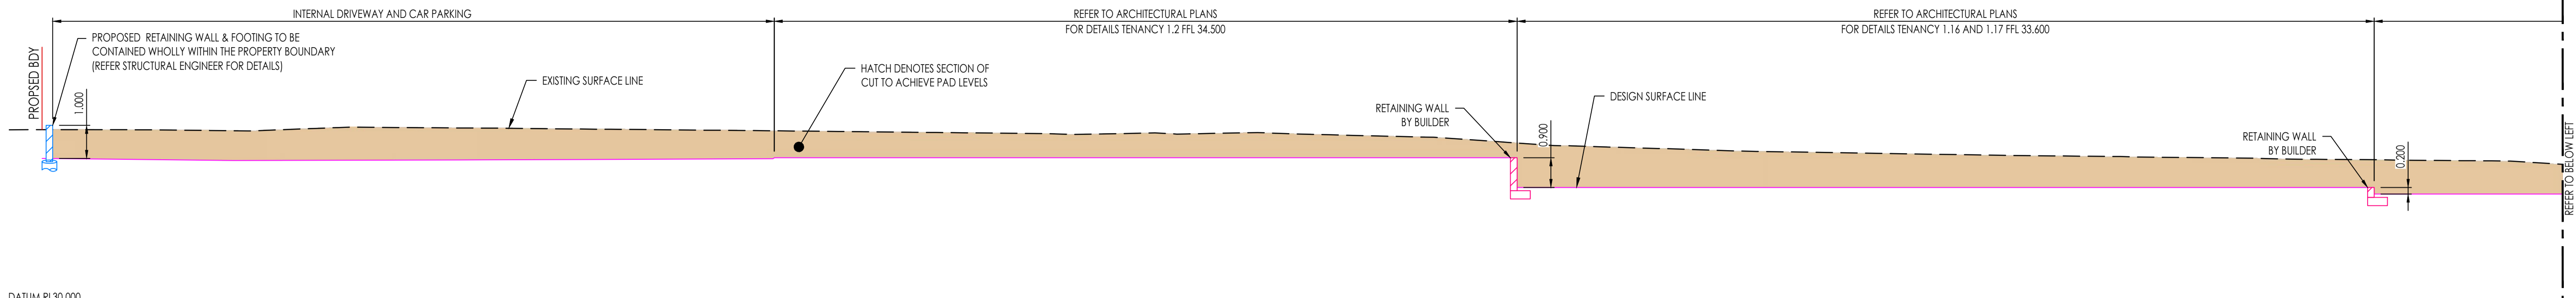 INTERNAL DRIVEWAY AND CAR PARKING
REFER TO ARCHITECTURAL PLANS
FOR DETAILS TENANCY 1.2 FFL 34.500
REFER TO ARCHITECTURAL PLANS
FOR DETAILS TENANCY 1.16 AND 1.17 FFL 33.600
PROPSED BDY
PROPOSED RETAINING WALL & FOOTING TO BE
CONTAINED WHOLLY WITHIN THE PROPERTY BOUNDARY
(REFER STRUCTURAL ENGINEER FOR DETAILS)
1.000
EXISTING SURFACE LINE
HATCH DENOTES SECTION OF
CUT TO ACHIEVE PAD LEVELS
RETAINING WALL
BY BUILDER
0.900
DESIGN SURFACE LINE
RETAINING WALL
BY BUILDER
0.200
REFER TO BELOW LEFT
DATUM RL30.000